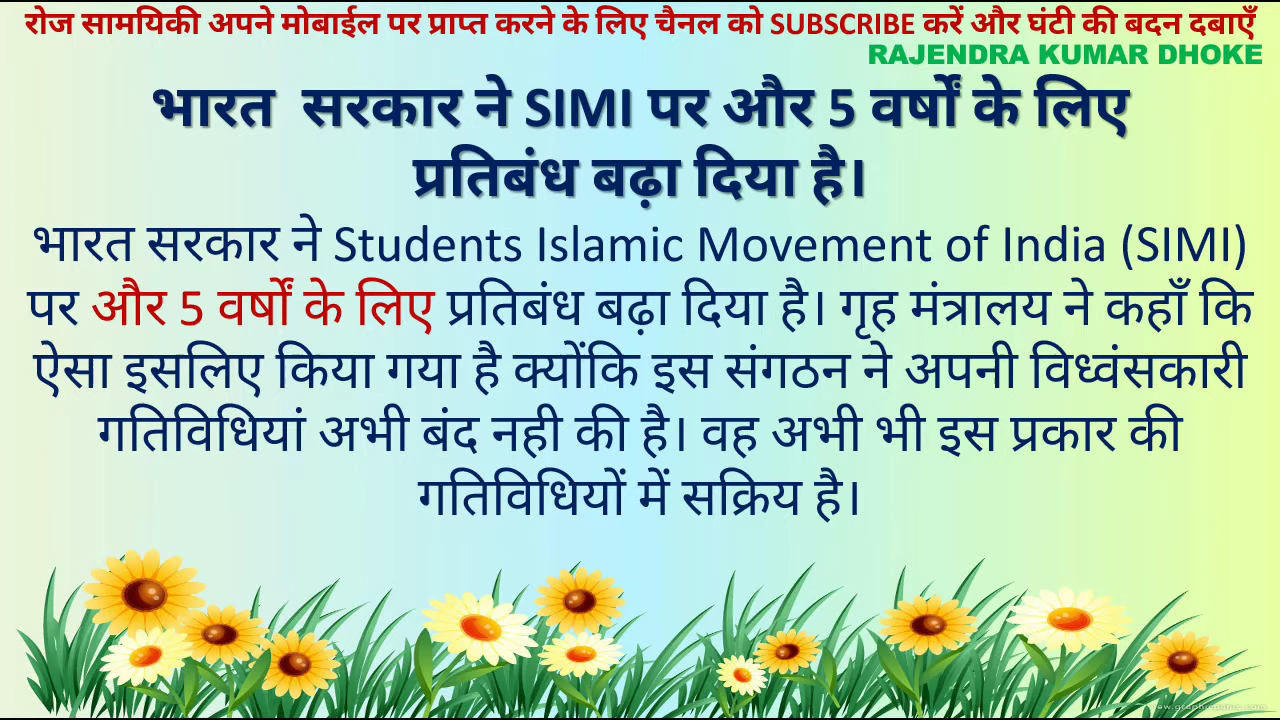 रोज सामयिकी अपने मोबाईल पर प्राप्त करने के लिए चैनल को SUBSCRIBE करें और घंटी की बदन दबाएँ
RAJENDRA KUMAR DHOKE
भारत सरकार ने SIMI पर और 5 वर्षों के लिए
प्रतिबंध बढ़ा दिया है।
भारत सरकार ने Students Islamic Movement of India (SIMI)
पर और 5 वर्षों के लिए प्रतिबंध बढ़ा दिया है। गृह मंत्रालय ने कहाँ कि
ऐसा इसलिए किया गया है क्योंकि इस संगठन ने अपनी विध्वंसकारी
गतिविधियां अभी बंद नही की है। वह अभी भी इस प्रकार की
गतिविधियों में सक्रिय है।